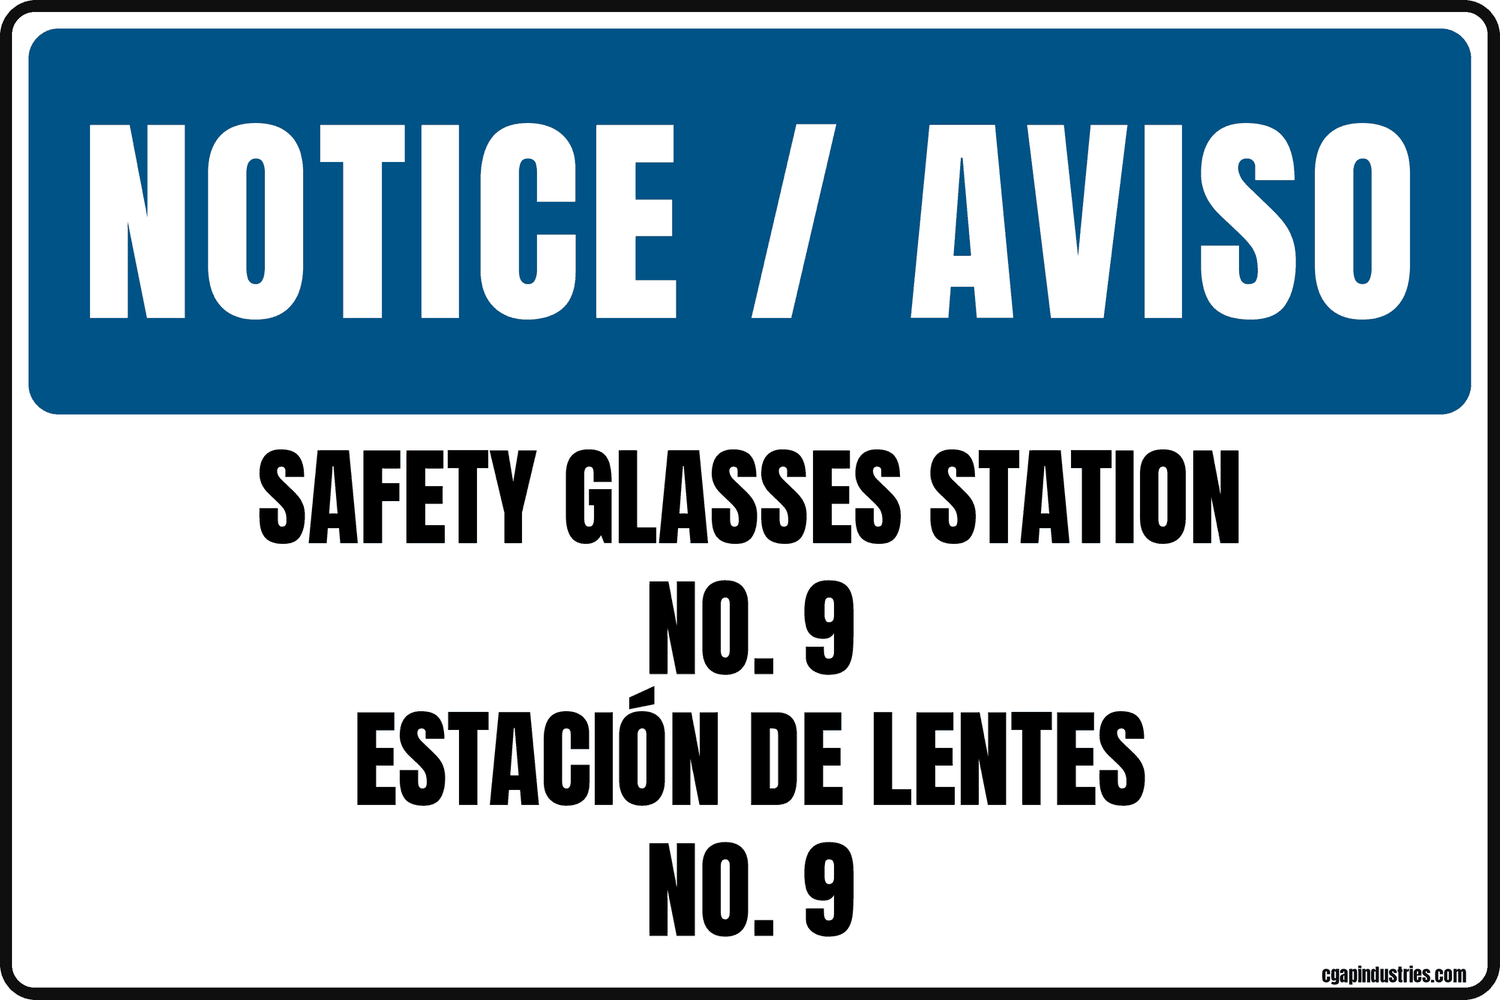 NOTICE / AVISO
SAFETY GLASSES STATION
NO. 9
ESTACIÓN DE LENTES
NO. 9
cgapindustries.com